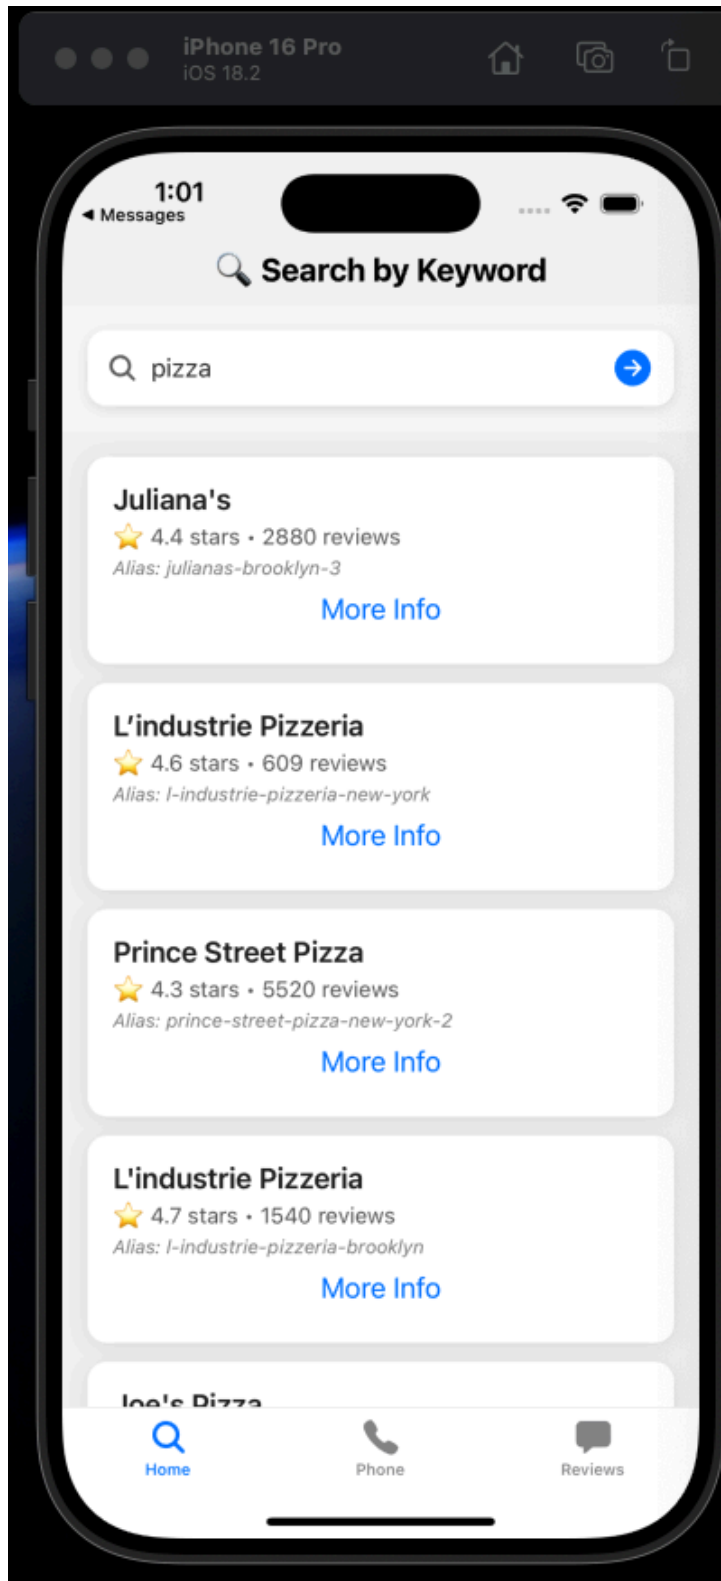 iPhone 16 Pro
iOS 18.2
1:01
◀ Messages
🔍 Search by Keyword
pizza
Juliana's
⭐ 4.4 stars • 2880 reviews
Alias: julianas-brooklyn-3
More Info
L’industrie Pizzeria
⭐ 4.6 stars • 609 reviews
Alias: l-industrie-pizzeria-new-york
More Info
Prince Street Pizza
⭐ 4.3 stars • 5520 reviews
Alias: prince-street-pizza-new-york-2
More Info
L'industrie Pizzeria
⭐ 4.7 stars • 1540 reviews
Alias: l-industrie-pizzeria-brooklyn
More Info
Joe's Pizza
Home
Phone
Reviews